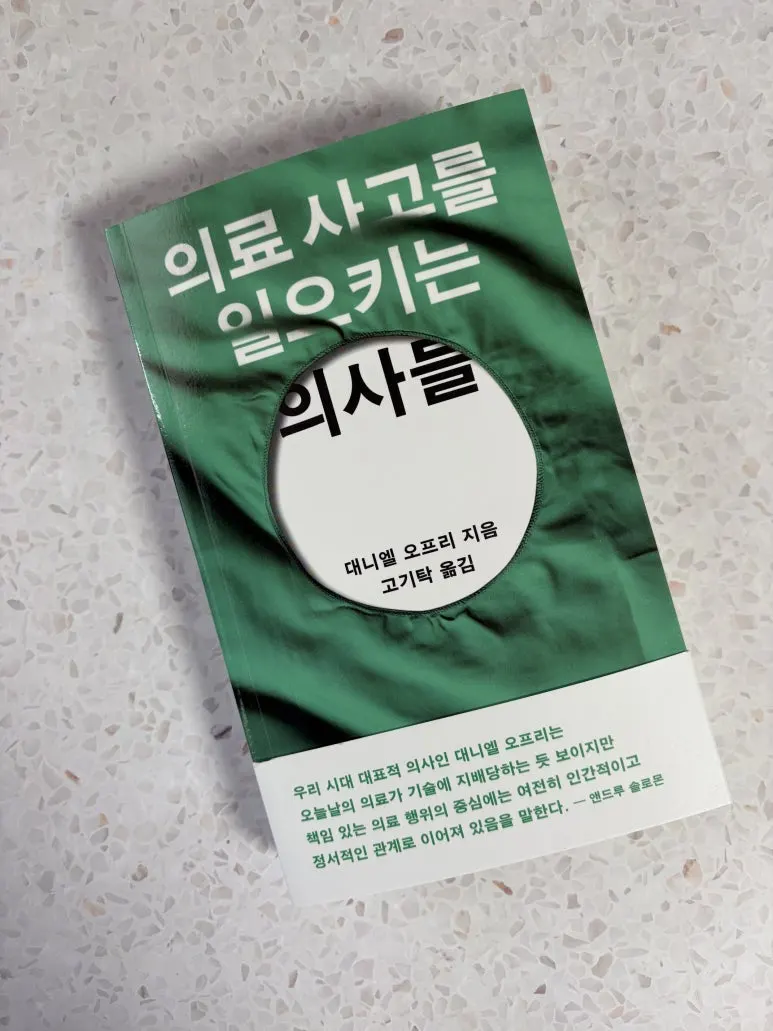 의료 사고를
일으키는
의사들
대니엘 오프리 지음
고기탁 옮김
우리 시대 대표적 의사인 대니엘 오프리는
오늘날의 의료가 기술에 지배당하는 듯 보이지만
책임 있는 의료 행위의 중심에는 여전히 인간적이고
정서적인 관계로 이어져 있음을 말한다. — 앤드루 솔로몬